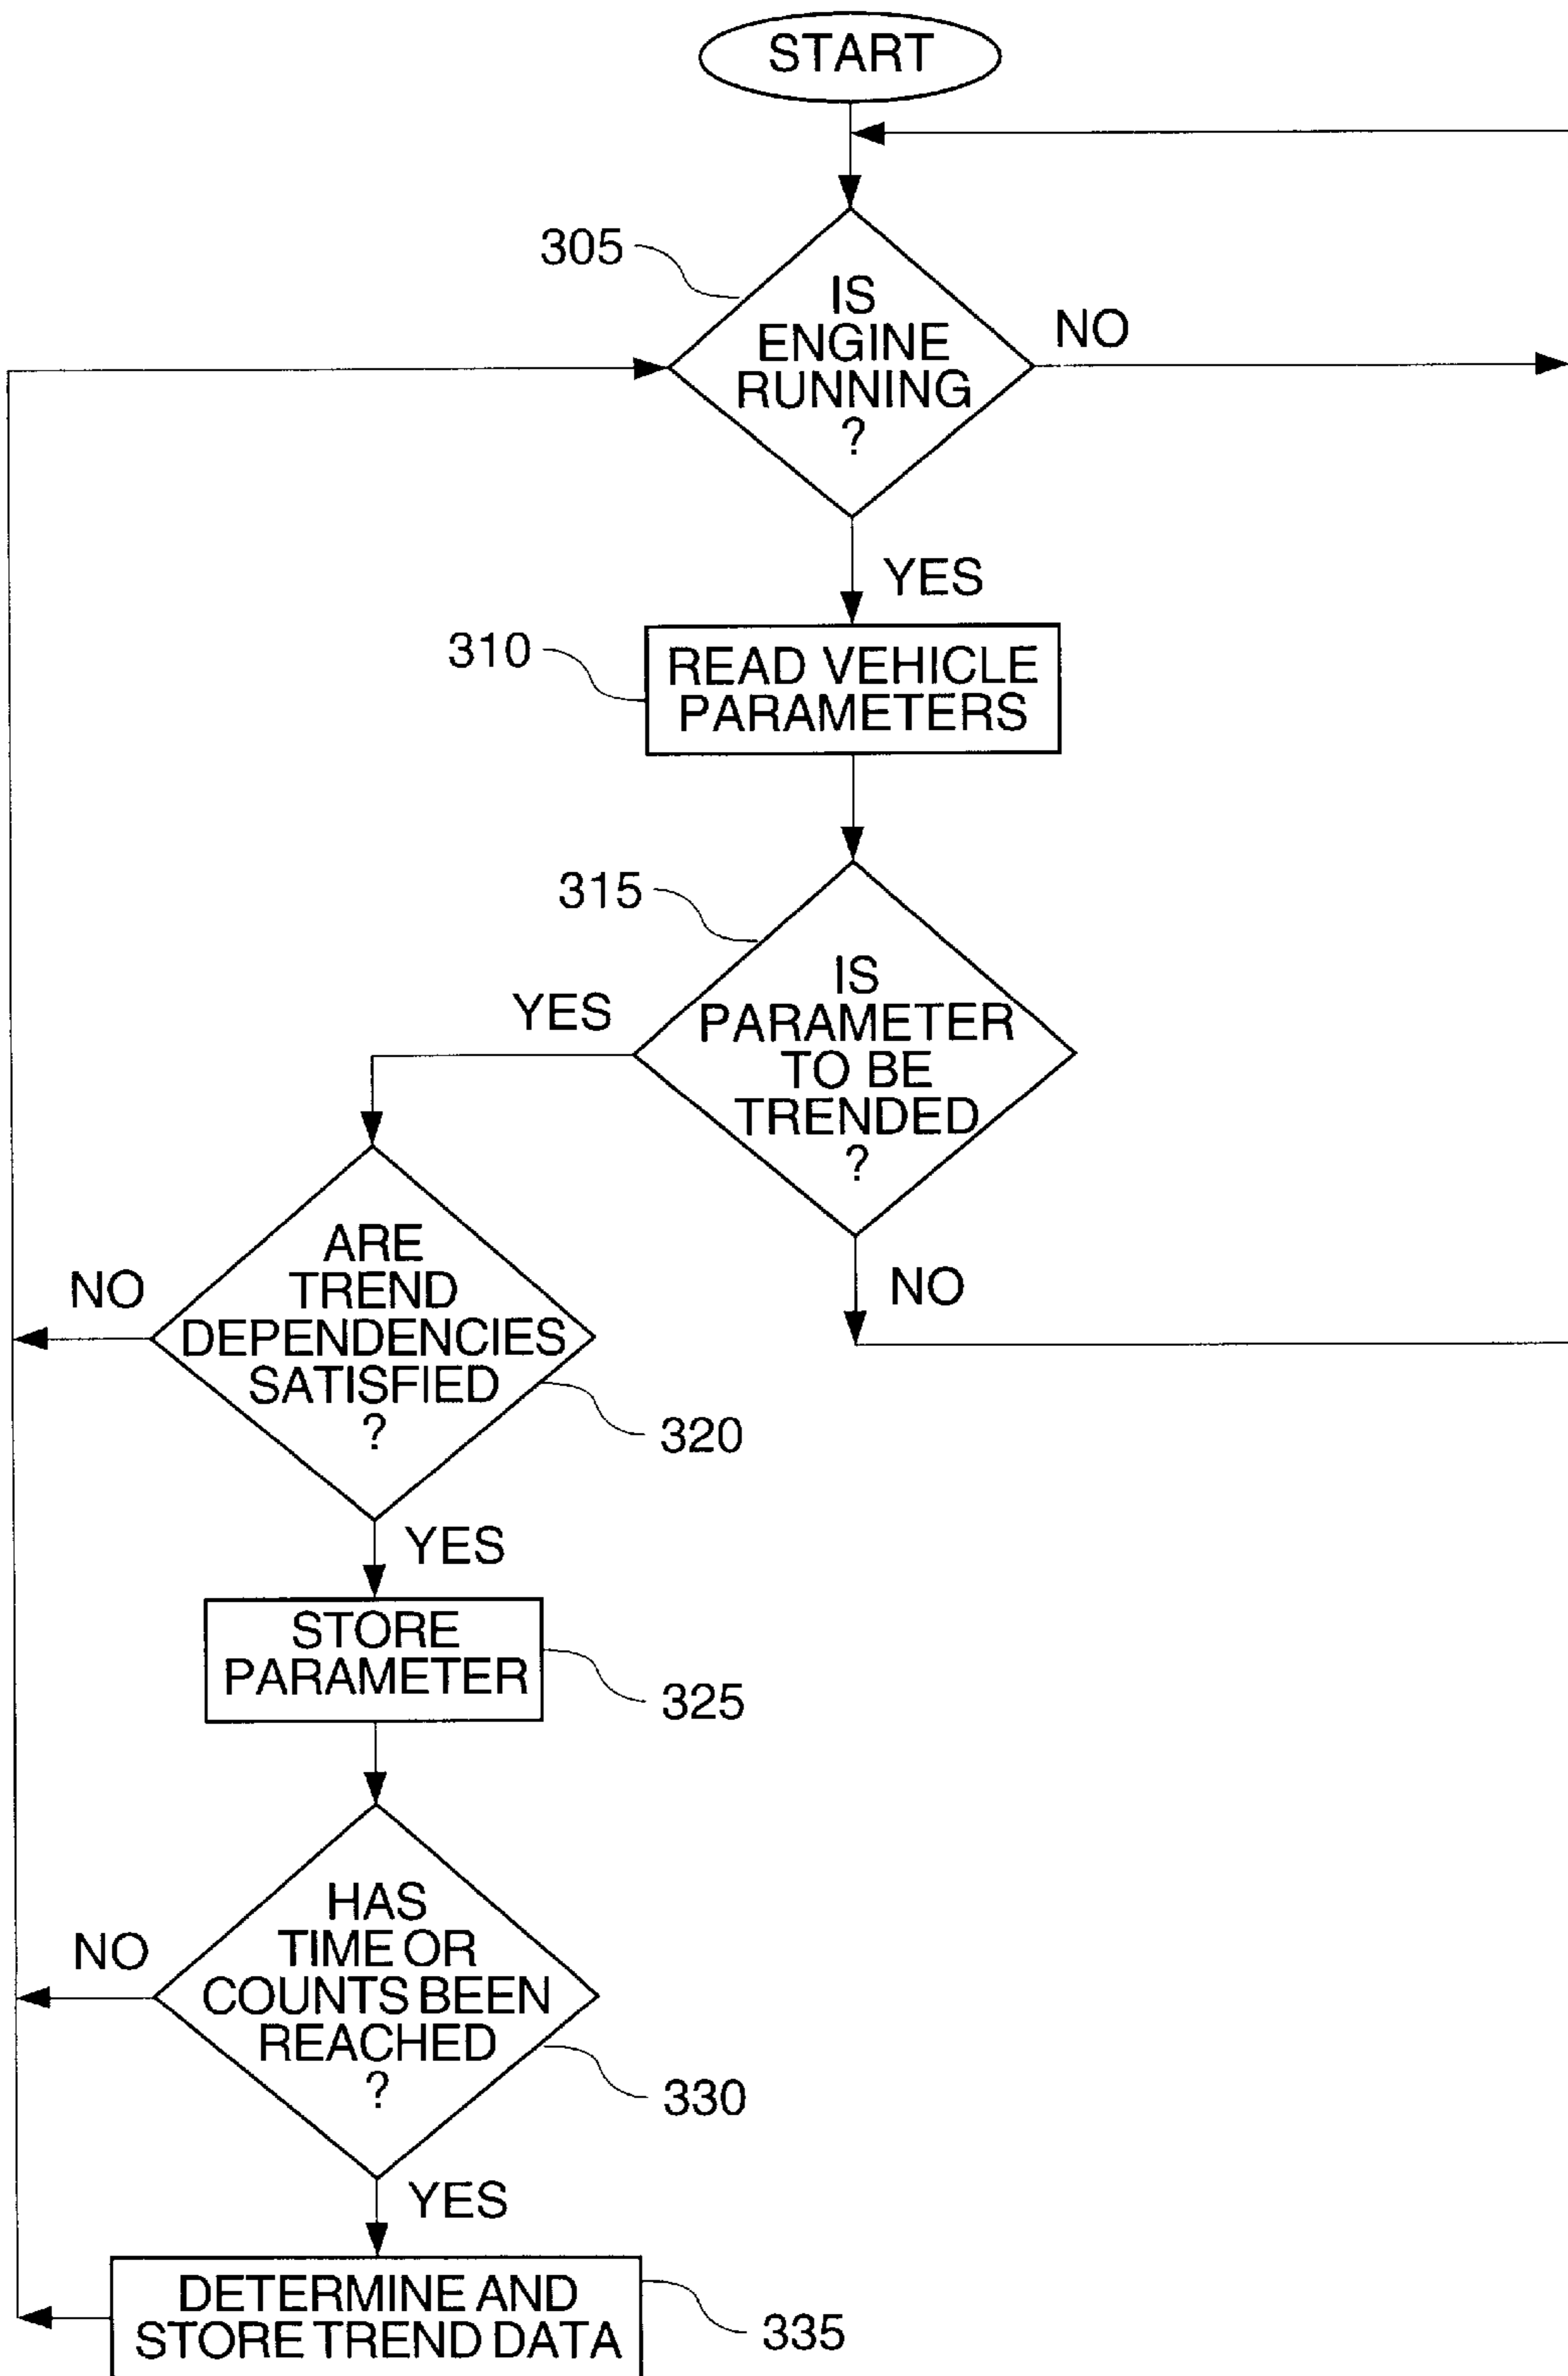 START
305
IS
ENGINE
RUNNING
?
NO
YES
310
READ VEHICLE
PARAMETERS
315
IS
PARAMETER
TO BE
TRENDED
?
YES
NO
ARE
TREND
DEPENDENCIES
SATISFIED
?
NO
320
YES
STORE
PARAMETER
325
HAS
TIME OR
COUNTS BEEN
REACHED
?
NO
330
YES
DETERMINE AND
STORE TREND DATA
335